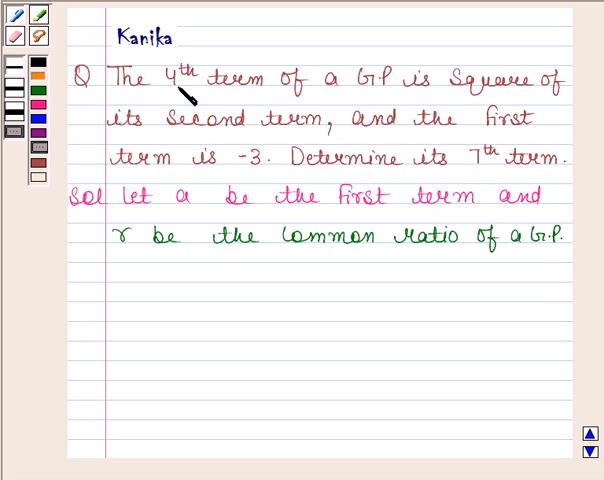 Kanika
Q The 4th term of a G.P is Square of
its Second term, and the first
term is -3. Determine its 7th term.
Sol Let a be the first term and
r be the Common ratio of a G.P.